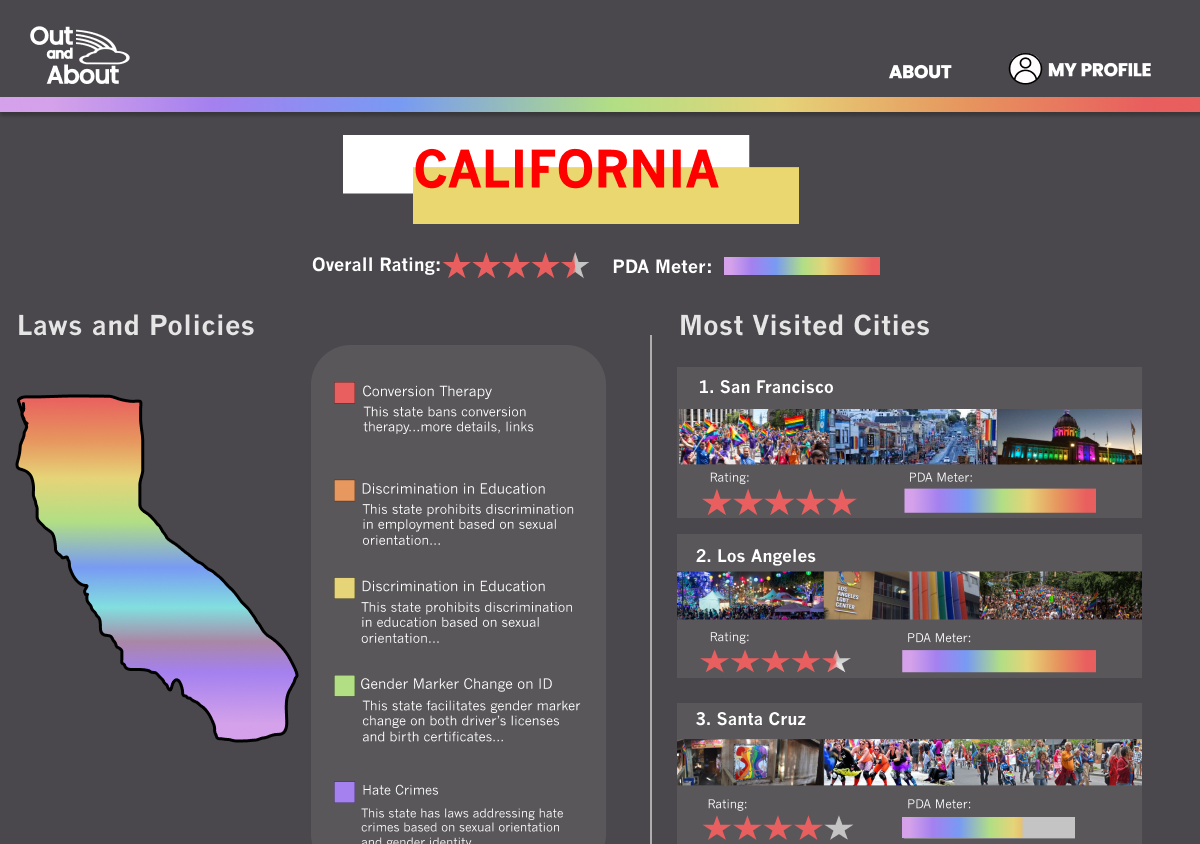 Out
and
About
ABOUT
MY PROFILE
CALIFORNIA
Overall Rating:
PDA Meter:
Laws and Policies
Conversion Therapy
This state bans conversion
therapy...more details, links
Discrimination in Education
This state prohibits discrimination
in employment based on sexual
orientation...
Discrimination in Education
This state prohibits discrimination
in education based on sexual
orientation...
Gender Marker Change on ID
This state facilitates gender marker
change on both driver's licenses
and birth certificates...
Hate Crimes
This state has laws addressing hate
crimes based on sexual orientation
and gender identity
Most Visited Cities
1. San Francisco
Rating:
PDA Meter:
2. Los Angeles
LOS
ANGELES
LGBT
CENTER
Rating:
PDA Meter:
3. Santa Cruz
Rating:
PDA Meter: